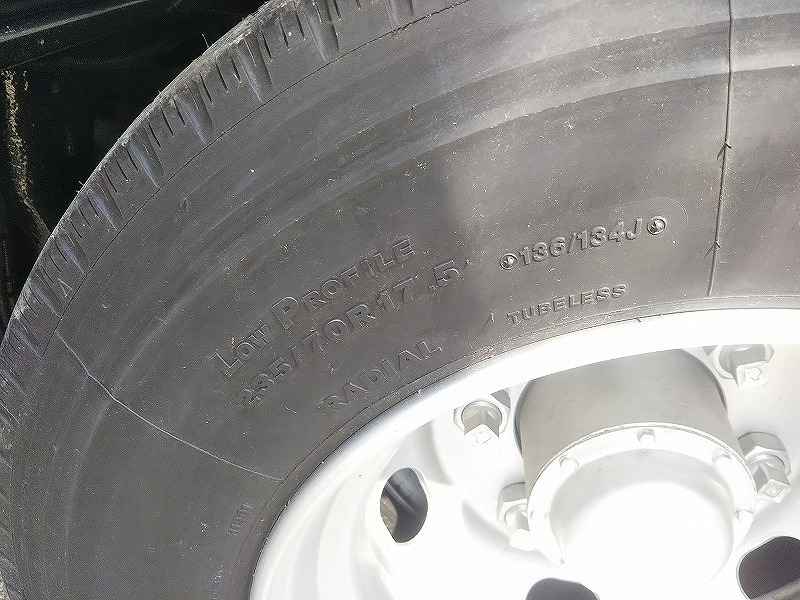 LOW PROFILE
235/70R17.5
136/134J
RADIAL
TUBELESS